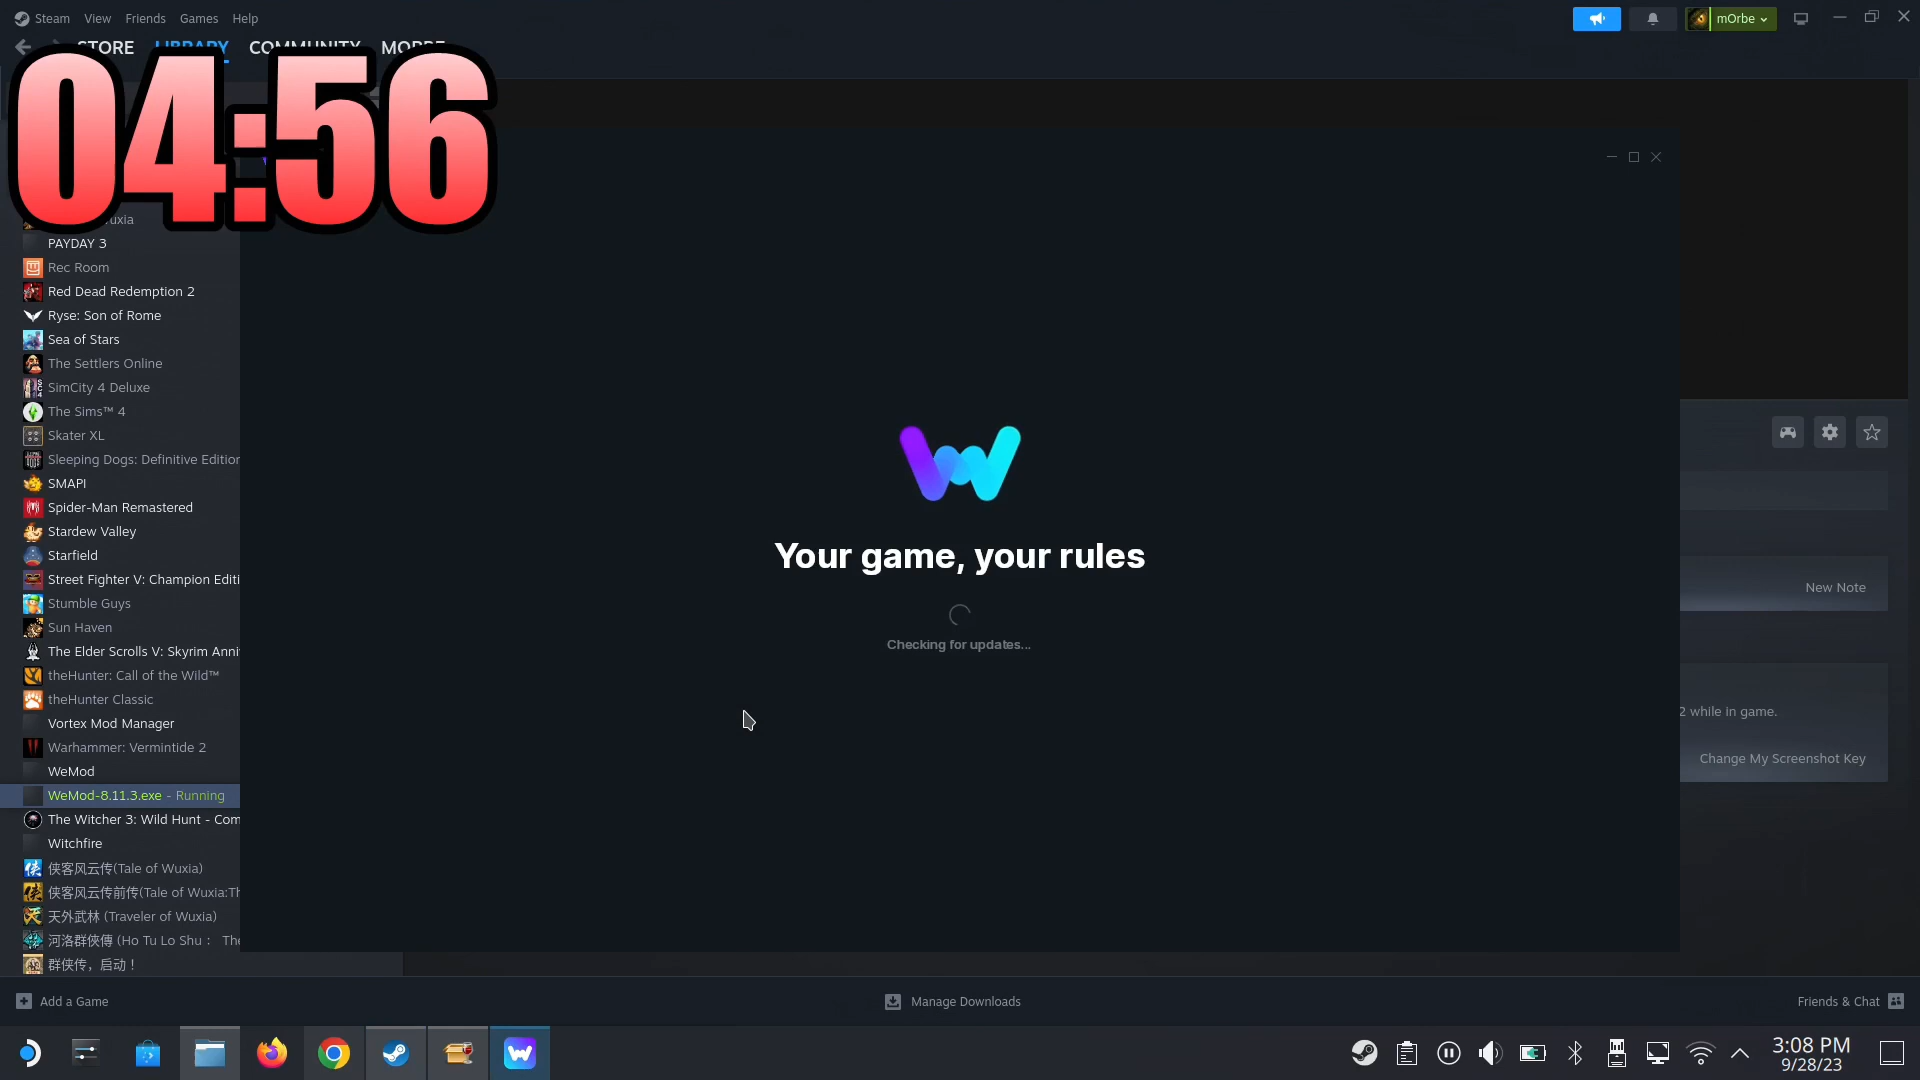 Steam View Friends Games Help
mOrbe
STORE LIBRARY COMMUNITY MORBE
04:56
uxia
PAYDAY 3
Rec Room
Red Dead Redemption 2
Ryse: Son of Rome
Sea of Stars
The Settlers Online
SimCity 4 Deluxe
The Sims™ 4
Skater XL
Sleeping Dogs: Definitive Edition
SMAPI
Spider-Man Remastered
Stardew Valley
Starfield
Street Fighter V: Champion Editi
Stumble Guys
Sun Haven
The Elder Scrolls V: Skyrim Anni
theHunter: Call of the Wild™
theHunter Classic
Vortex Mod Manager
Warhammer: Vermintide 2
WeMod
WeMod-8.11.3.exe - Running
The Witcher 3: Wild Hunt - Com
Witchfire
侠客风云传(Tale of Wuxia)
侠客风云传前传(Tale of Wuxia:Th
天外武林 (Traveler of Wuxia)
河洛群俠傳 (Ho Tu Lo Shu： The
群侠传，启动！
Your game, your rules
Checking for updates...
New Note
2 while in game.
Change My Screenshot Key
Add a Game
Manage Downloads
Friends & Chat
3:08 PM
9/28/23